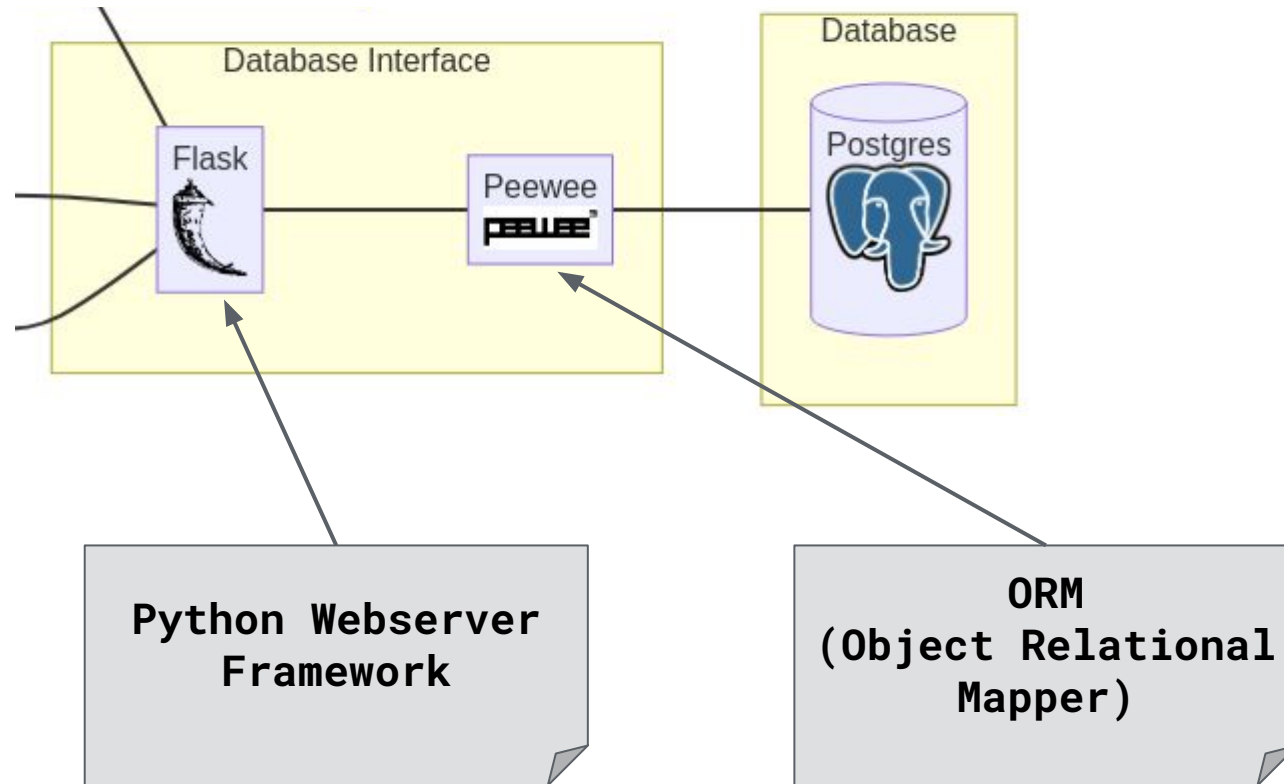 Database Interface
Database
Flask
Peewee
peewee
Postgres
Python Webserver
Framework
ORM
(Object Relational
Mapper)